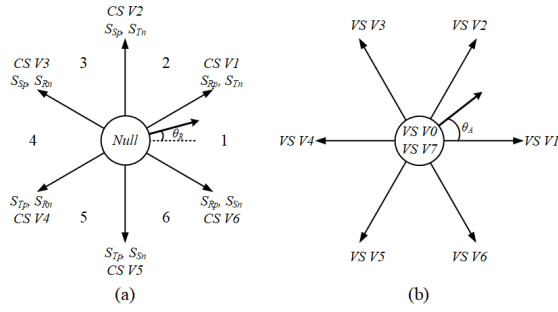 CS V2
S_Sp, S_Tn
CS V3
S_Sp, S_Rn
3
2
CS V1
S_Rp, S_Tn
4
Null
θ_R
1
S_Tp, S_Rn
CS V4
5
6
S_Rp, S_Sn
CS V6
S_Tp, S_Sn
CS V5
(a)
VS V3
VS V2
VS V4
VS V0
VS V7
θ_A
VS V1
VS V5
VS V6
(b)